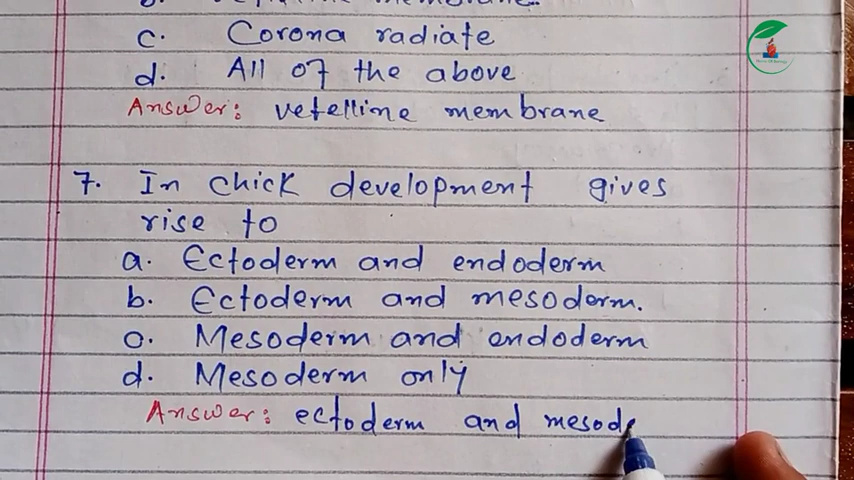 c. Corona radiate
d. All of the above
Answer: vetelline membrane
7. In chick development gives
rise to
a. Ectoderm and endoderm
b. Ectoderm and mesoderm.
c. Mesoderm and endoderm
d. Mesoderm only
Answer: ectoderm and mesode